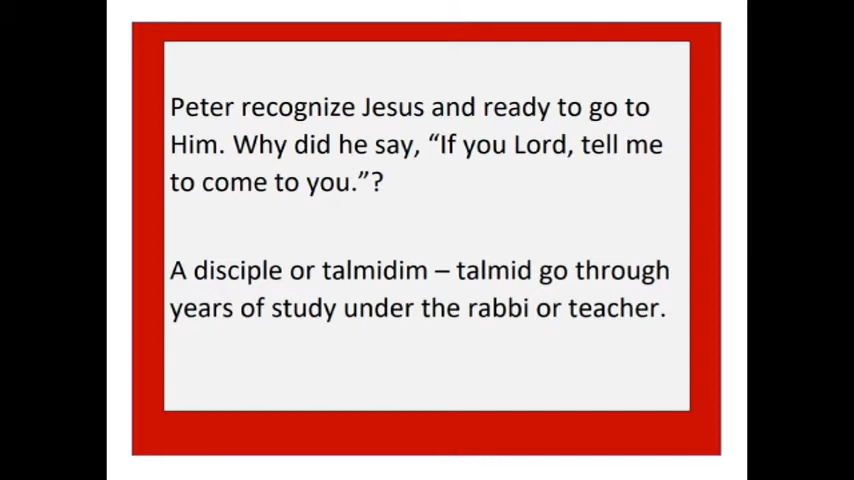 Peter recognize Jesus and ready to go to
Him. Why did he say, “If you Lord, tell me
to come to you.”?
A disciple or talmidim – talmid go through
years of study under the rabbi or teacher.